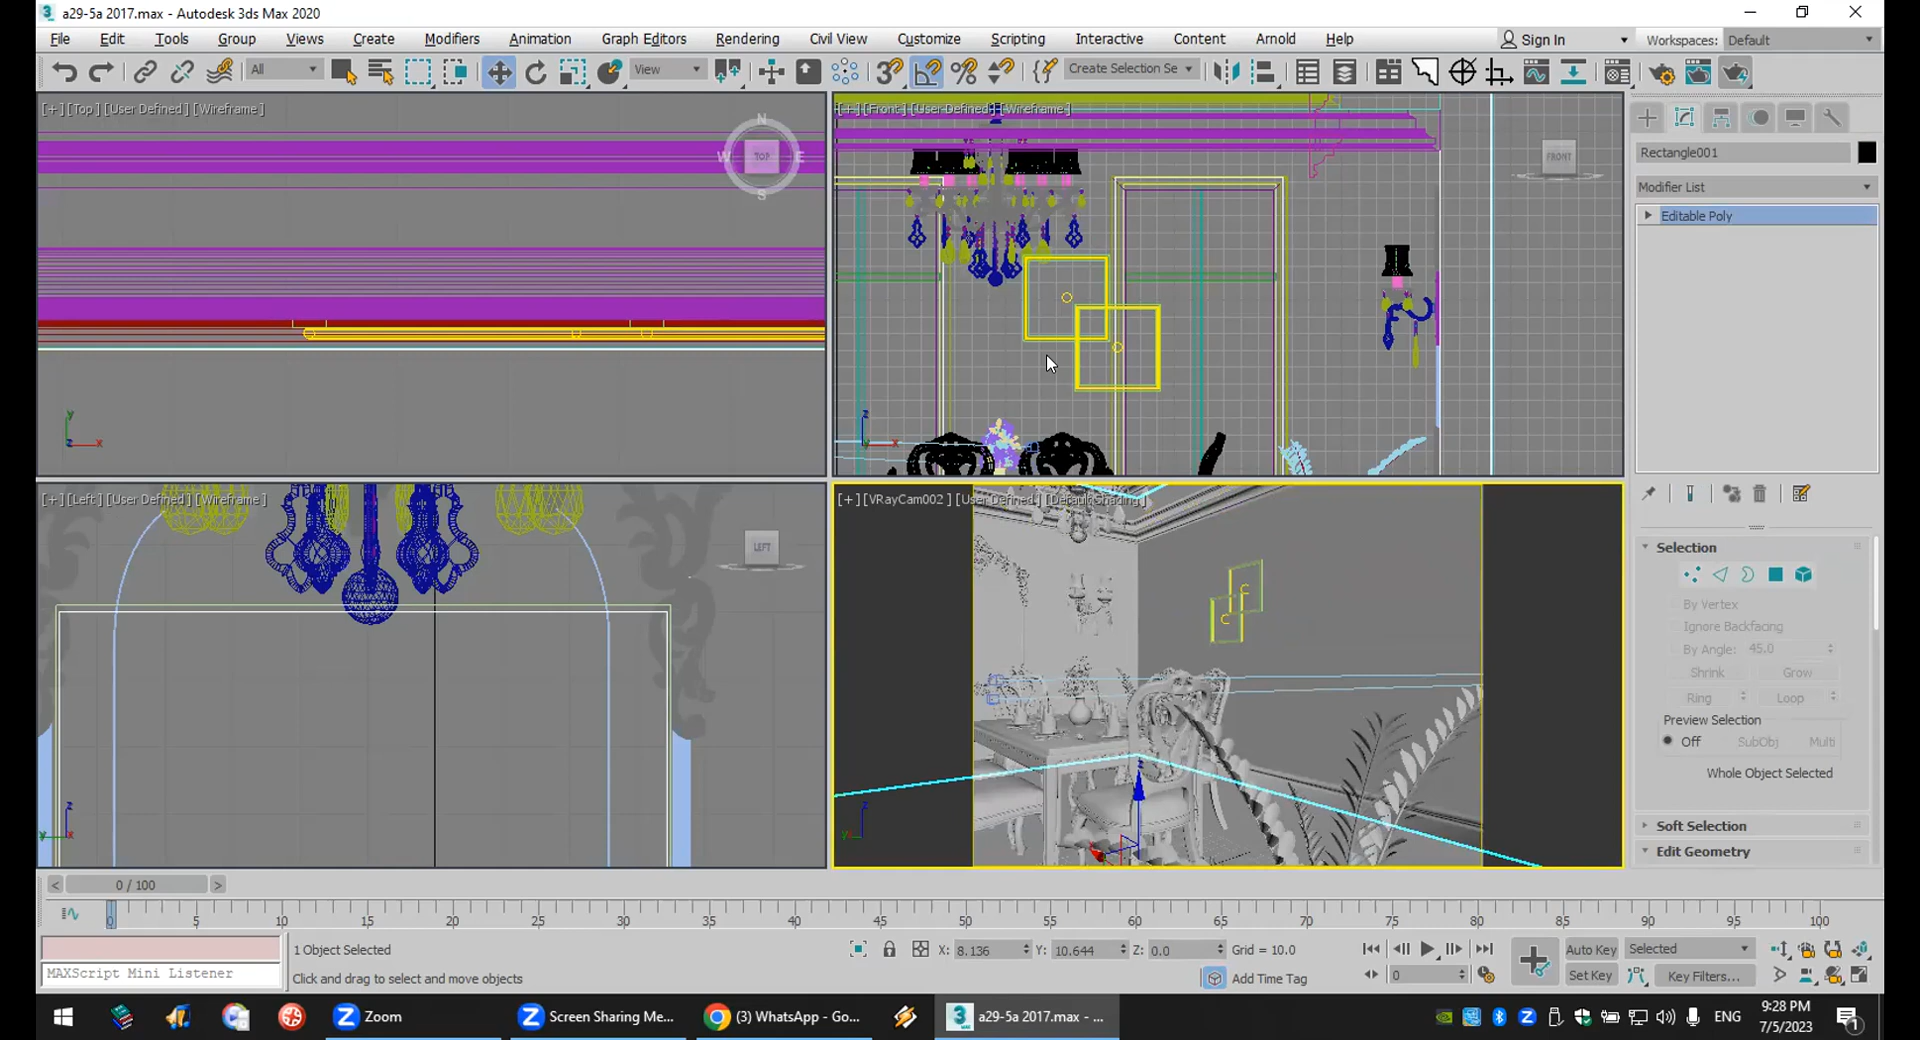 a29-5a 2017.max - Autodesk 3ds Max 2020
File Edit Tools Group Views Create Modifiers Animation Graph Editors Rendering Civil View Customize Scripting Interactive Content Arnold Help Sign In Workspaces: Default
All View Create Selection Se
[+] [Top] [User Defined] [Wireframe]
N
W TOP E
S
[+] [Front] [User Defined] [Wireframe]
FRONT
Rectangle001
Modifier List
Editable Poly
y
x
z
z
x
[+] [Left] [User Defined] [Wireframe]
LEFT
z
y x
[+] [VRayCam002] [User Defined] [Default Shading]
z
z
y
Selection
By Vertex
Ignore Backfacing
By Angle: 45.0
Shrink Grow
Ring Loop
Preview Selection
Off SubObj Multi
Whole Object Selected
Soft Selection
Edit Geometry
< 0 / 100 >
0 5 10 15 20 25 30 35 40 45 50 55 60 65 70 75 80 85 90 95 100
1 Object Selected X: 8.136 Y: 10.644 Z: 0.0 Grid = 10.0 Auto Key Selected
MAXScript Mini Listener Click and drag to select and move objects Add Time Tag 0 Set Key Key Filters...
Zoom Screen Sharing Me... (3) WhatsApp - Go... 3 MAX a29-5a 2017.max - ... ENG 9:28 PM
7/5/2023 1